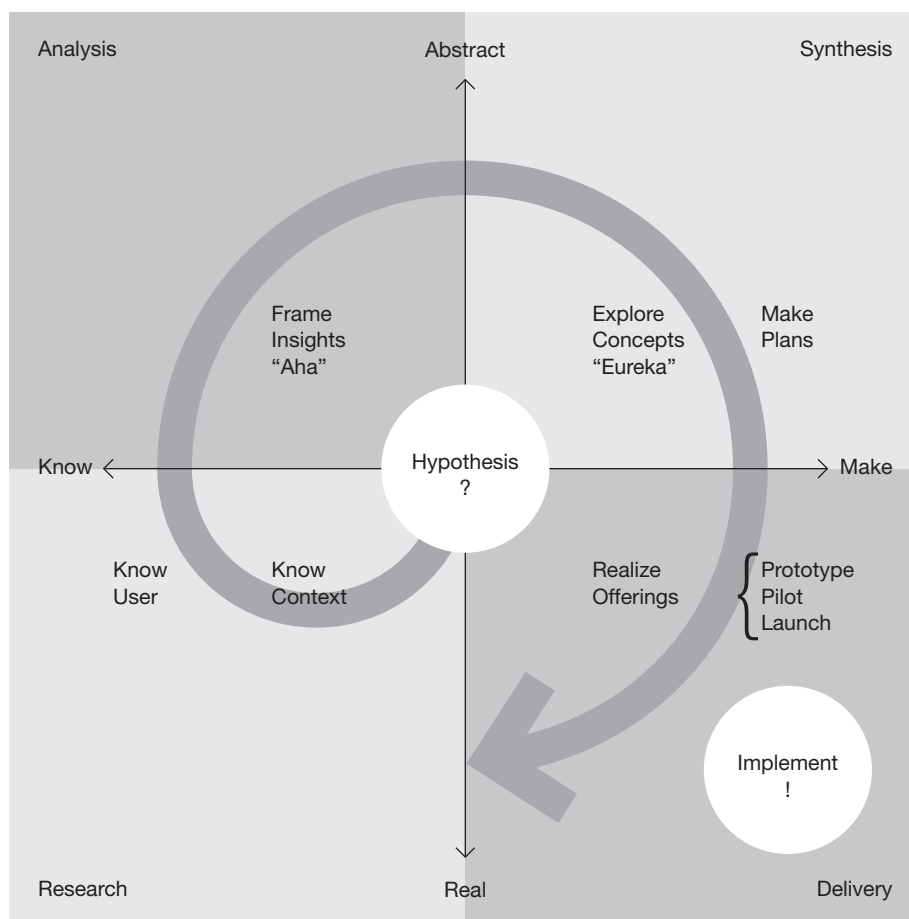 Analysis
Abstract
Synthesis
Frame
Insights
“Aha”
Explore
Concepts
“Eureka”
Make
Plans
Know
Hypothesis
?
Make
Know
User
Know
Context
Realize
Offerings
Prototype
Pilot
Launch
Implement
!
Research
Real
Delivery